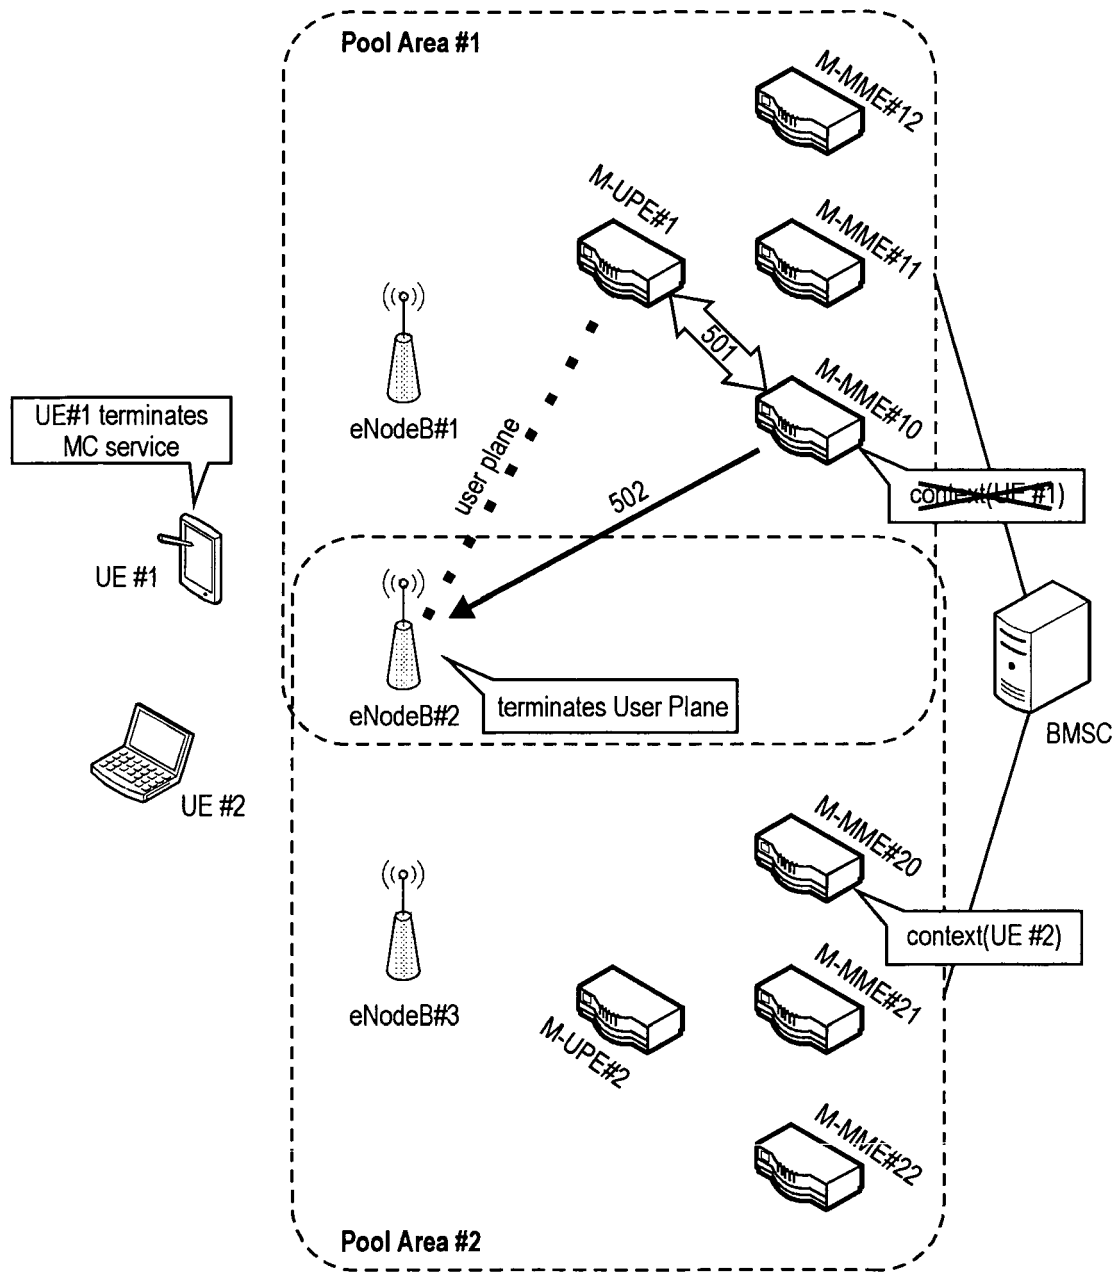 Pool Area #1
M-MME#12
M-UPE#1
M-MME#11
501
M-MME#10
eNodeB#1
UE#1 terminates
MC service
user plane
502
context(UE #1)
UE #1
eNodeB#2
terminates User Plane
BMSC
UE #2
M-MME#20
context(UE #2)
eNodeB#3
M-UPE#2
M-MME#21
M-MME#22
Pool Area #2